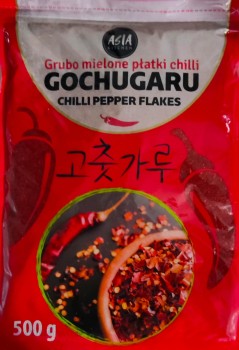 ASIA
KITCHEN
Grubo mielone płatki chilli
GOCHUGARU
CHILLI PEPPER FLAKES
고춧가루
500 g